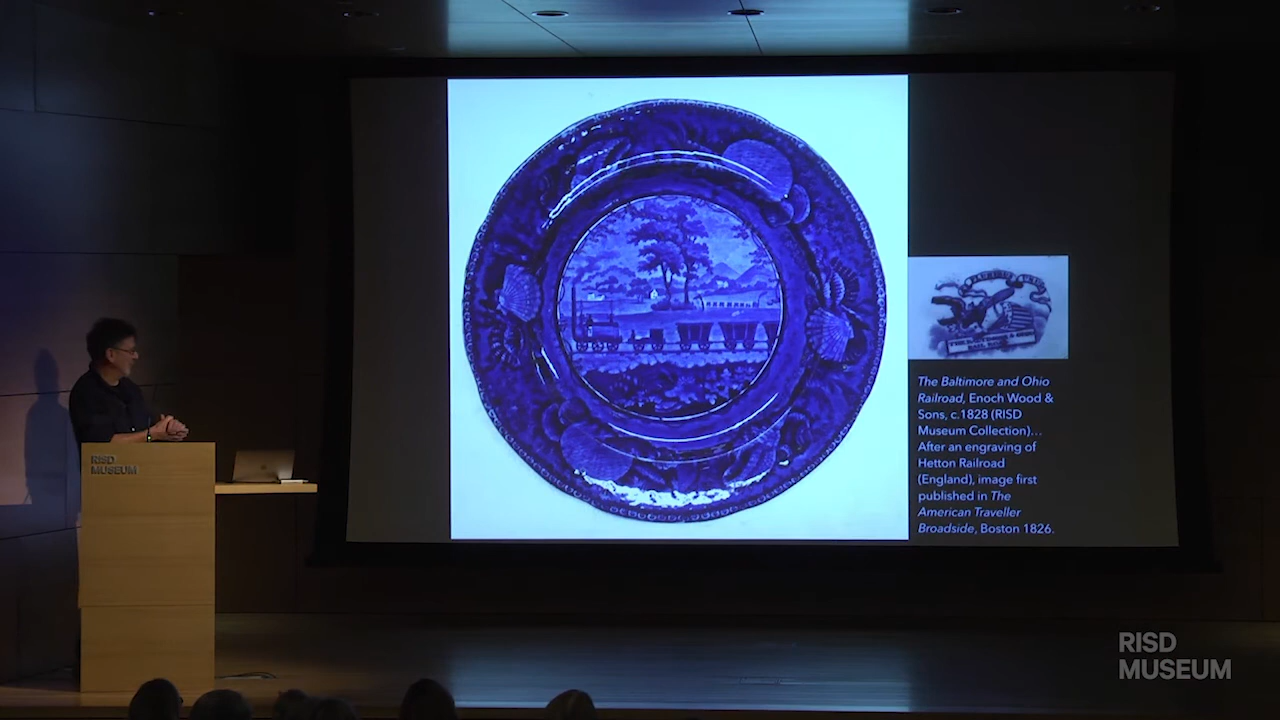 RISD
MUSEUM
The Baltimore and Ohio
Railroad, Enoch Wood &
Sons, c.1828 (RISD
Museum Collection)…
After an engraving of
Hetton Railroad
(England), image first
published in The
American Traveller
Broadside, Boston 1826.
RISD
MUSEUM